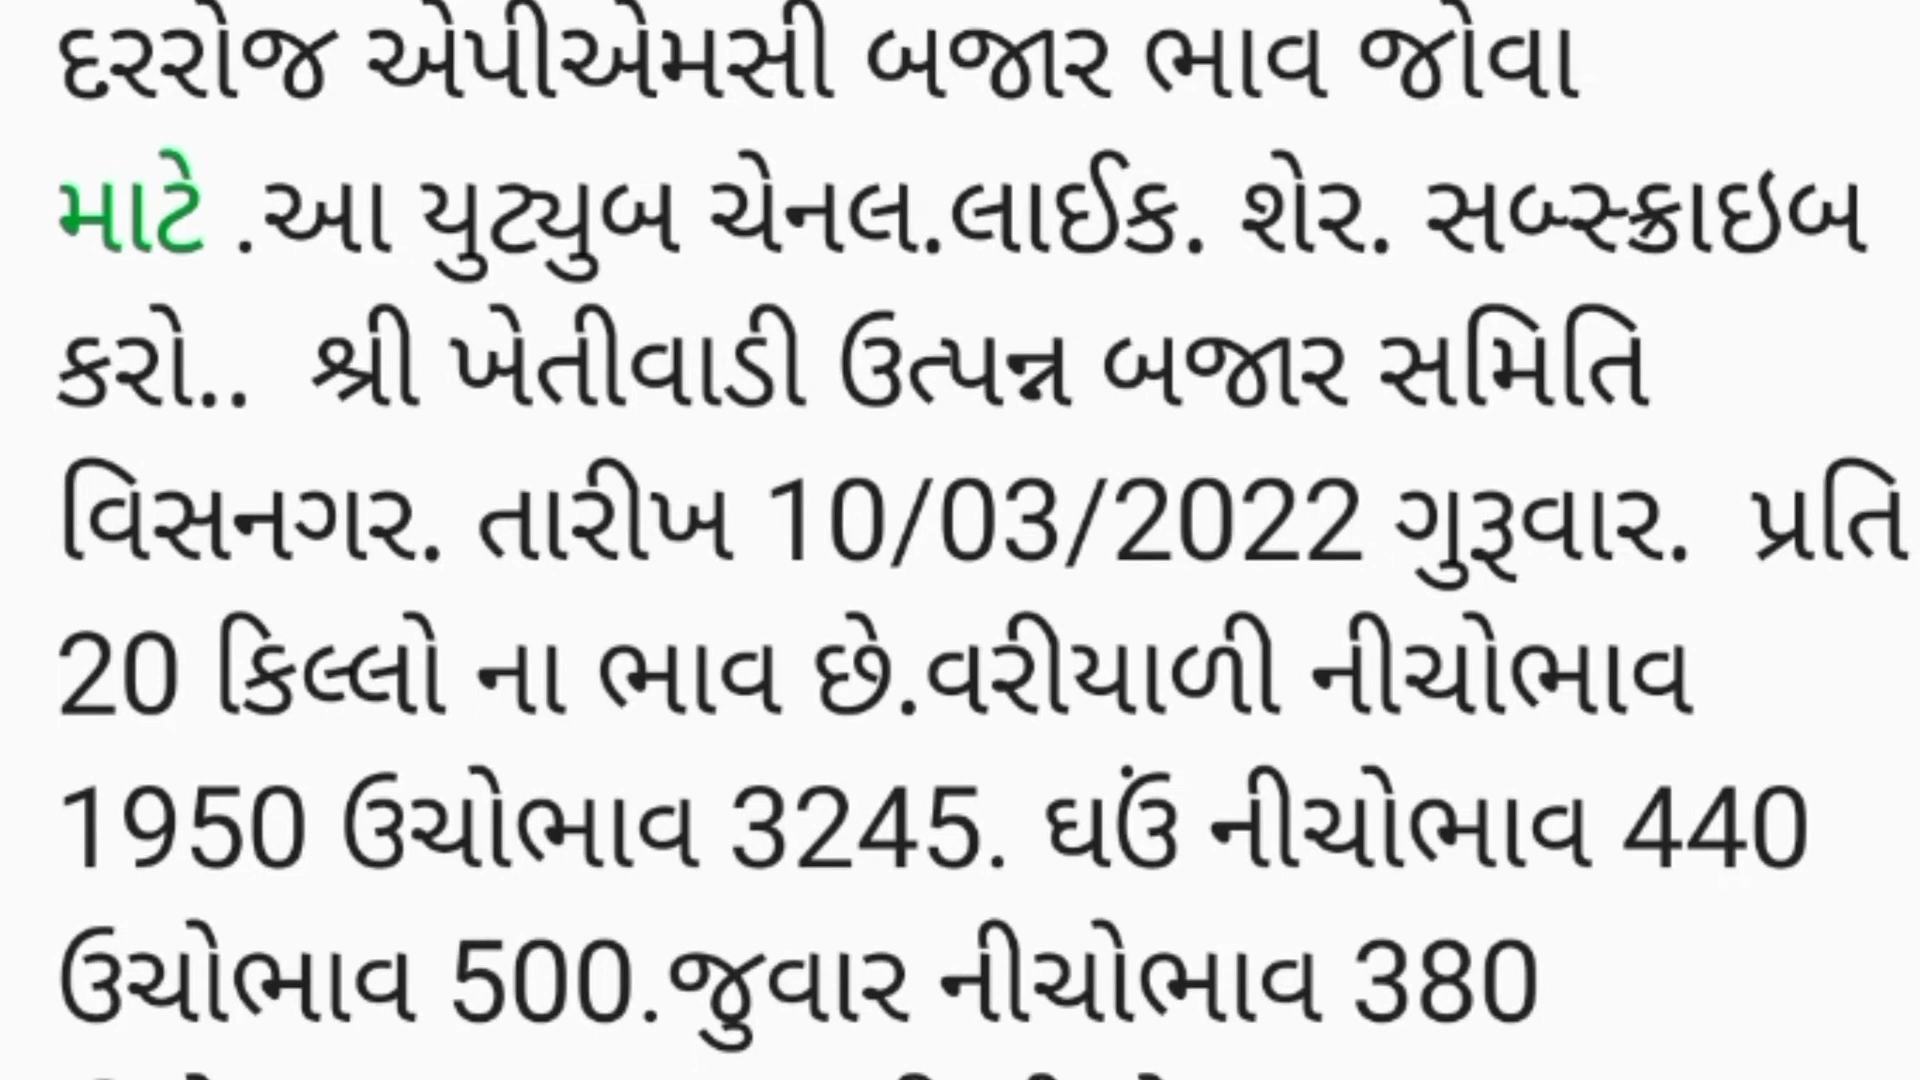 દરરોજ એપીએમસી બજાર ભાવ જોવા
માટે .આ યુટ્યુબ ચેનલ.લાઈક. શેર. સબ્સ્ક્રાઇબ
કરો..  શ્રી ખેતીવાડી ઉત્પન્ન બજાર સમિતિ
વિસનગર. તારીખ 10/03/2022 ગુરૂવાર.  પ્રતિ
20 કિલ્લો ના ભાવ છે.વરીયાળી નીચોભાવ
1950 ઉચોભાવ 3245. ઘઉં નીચોભાવ 440
ઉચોભાવ 500.જુવાર નીચોભાવ 380